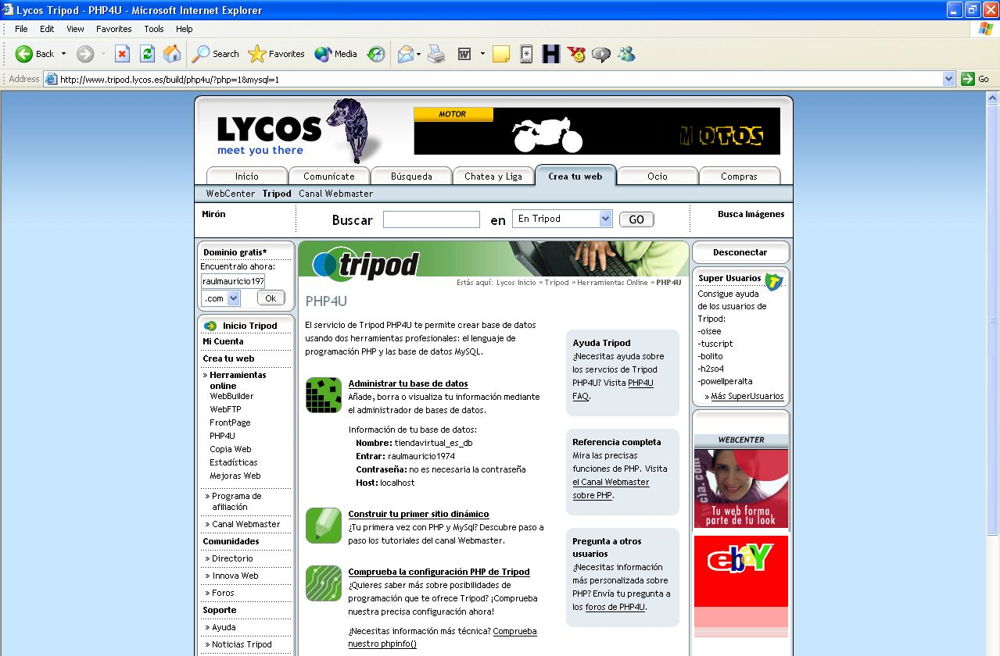 Lycos Tripod - PHP4U - Microsoft Internet Explorer
File Edit View Favorites Tools Help
Back Search Favorites Media
Address http://www.tripod.lycos.es/build/php4u/?php=1&mysql=1 Go
LYCOS
meet you there
MOTOR
MOTOS
Inicio Comunícate Búsqueda Chatea y Liga Crea tu web Ocio Compras
WebCenter Tripod Canal Webmaster
Mirón Buscar en En Tripod GO Busca Imágenes
Dominio gratis*
Encuentralo ahora:
raulmauricio197
.com Ok
Inicio Tripod
Mi Cuenta
Crea tu web
» Herramientas
online
WebBuilder
WebFTP
FrontPage
PHP4U
Copia Web
Estadísticas
Mejoras Web
» Programa de
afiliación
» Canal Webmaster
Comunidades
» Directorio
» Innova Web
» Foros
Soporte
» Ayuda
» Noticias Tripod
tripod
Estás aquí: Lycos Inicio » Tripod » Herramientas Online » PHP4U
PHP4U
El servicio de Tripod PHP4U te permite crear base de datos
usando dos herramientas profesionales: el lenguaje de
programación PHP y las base de datos MySQL.
Administrar tu base de datos
Añade, borra o visualiza tu información mediante
el administrador de bases de datos.
Información de tu base de datos:
Nombre: tiendavirtual_es_db
Entrar: raulmauricio1974
Contraseña: no es necesaria la contraseña
Host: localhost
Construir tu primer sitio dinámico
¿Tu primera vez con PHP y MySql? Descubre paso a
paso los tutoriales del canal Webmaster.
Comprueba la configuración PHP de Tripod
¿Quieres saber más sobre posibilidades de
programación que te ofrece Tripod? ¡Comprueba
nuestra precisa configuración ahora!
¿Necesitas información más técnica? Comprueba
nuestro phpinfo()
Ayuda Tripod
¿Necesitas ayuda sobre
los servcios de Tripod
PHP4U? Visita PHP4U
FAQ.
Referencia completa
Mira las precisas
funciones de PHP. Visita
el Canal Webmaster
sobre PHP.
Pregunta a otros
usuarios
¿Necesitas información
más personalizada sobre
PHP? Envía tu pregunta a
los foros de PHP4U.
Desconectar
Super Usuarios
Consigue ayuda
de los usuarios de
Tripod:
-oisee
-tuscript
-bolito
-h2so4
-powellperalta
» Más SuperUsuarios
WEBCENTER
ncia.com
Tu web forma
parte de tu look
ebaY